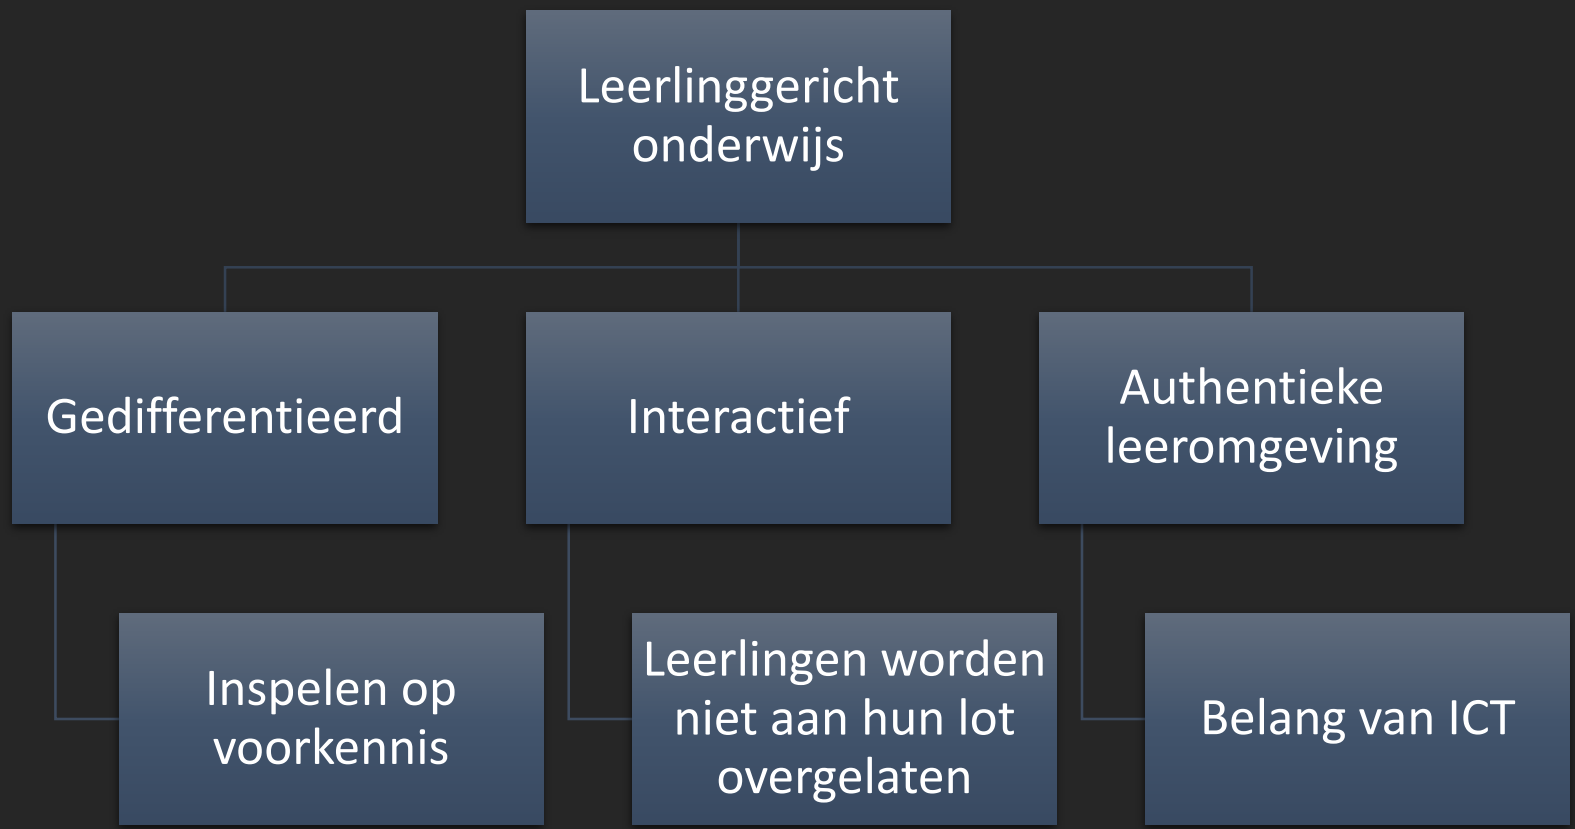 Leerlinggericht
onderwijs
Gedifferentieerd
Interactief
Authentieke
leeromgeving
Inspelen op
voorkennis
Leerlingen worden
niet aan hun lot
overgelaten
Belang van ICT